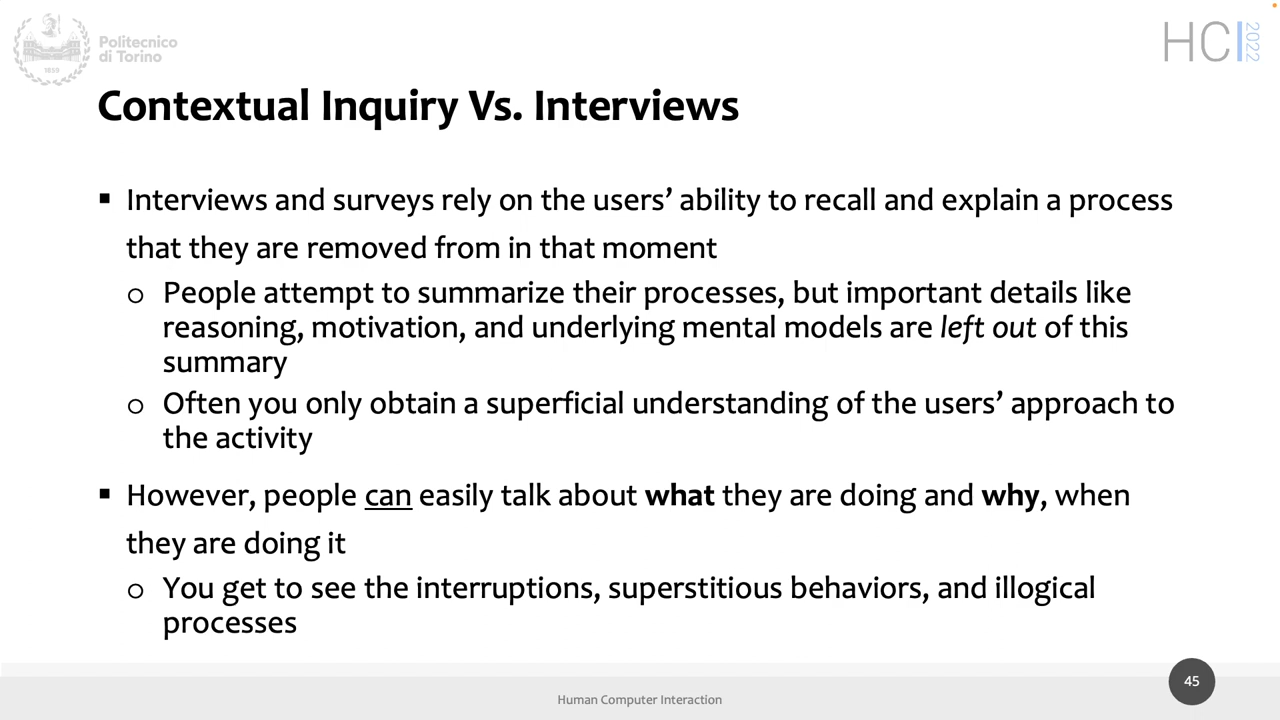 Politecnico
di Torino
1859
HCI 2022
Contextual Inquiry Vs. Interviews
▪ Interviews and surveys rely on the users’ ability to recall and explain a process
that they are removed from in that moment
o People attempt to summarize their processes, but important details like
reasoning, motivation, and underlying mental models are left out of this
summary
o Often you only obtain a superficial understanding of the users’ approach to
the activity
▪ However, people can easily talk about what they are doing and why, when
they are doing it
o You get to see the interruptions, superstitious behaviors, and illogical
processes
Human Computer Interaction
45